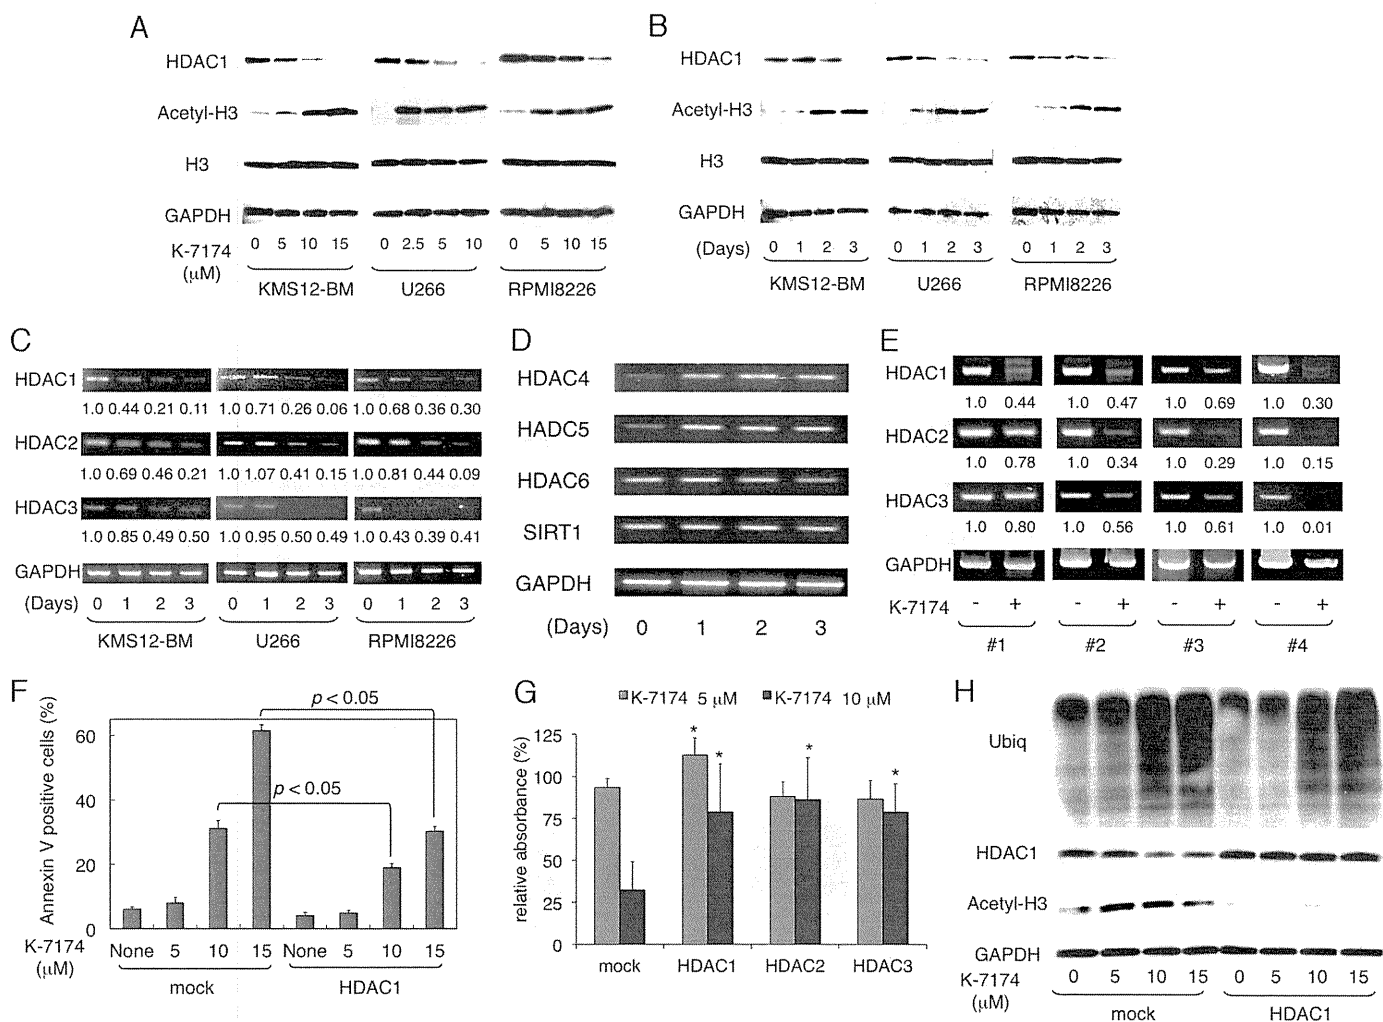 A
HDAC1
Acetyl-H3
H3
GAPDH
K-7174
(μM)
0 5 10 15 0 2.5 5 10 0 5 10 15
KMS12-BM U266 RPMI8226
B
HDAC1
Acetyl-H3
H3
GAPDH
(Days) 0 1 2 3 0 1 2 3 0 1 2 3
KMS12-BM U266 RPMI8226
C
HDAC1
1.0 0.44 0.21 0.11 1.0 0.71 0.26 0.06 1.0 0.68 0.36 0.30
HDAC2
1.0 0.69 0.46 0.21 1.0 1.07 0.41 0.15 1.0 0.81 0.44 0.09
HDAC3
1.0 0.85 0.49 0.50 1.0 0.95 0.50 0.49 1.0 0.43 0.39 0.41
GAPDH
(Days) 0 1 2 3 0 1 2 3 0 1 2 3
KMS12-BM U266 RPMI8226
D
HDAC4
HADC5
HDAC6
SIRT1
GAPDH
(Days) 0 1 2 3
E
HDAC1
1.0 0.44 1.0 0.47 1.0 0.69 1.0 0.30
HDAC2
1.0 0.78 1.0 0.34 1.0 0.29 1.0 0.15
HDAC3
1.0 0.80 1.0 0.56 1.0 0.61 1.0 0.01
GAPDH
K-7174 - + - + - + - +
#1 #2 #3 #4
F
Annexin V positive cells (%)
p < 0.05
p < 0.05
60
40
20
0
K-7174
(μM)
None 5 10 15 None 5 10 15
mock HDAC1
G
K-7174 5 μM K-7174 10 μM
relative absorbance (%)
125
100
75
50
25
0
* * * *
mock HDAC1 HDAC2 HDAC3
H
Ubiq
HDAC1
Acetyl-H3
GAPDH
K-7174
(μM)
0 5 10 15 0 5 10 15
mock HDAC1